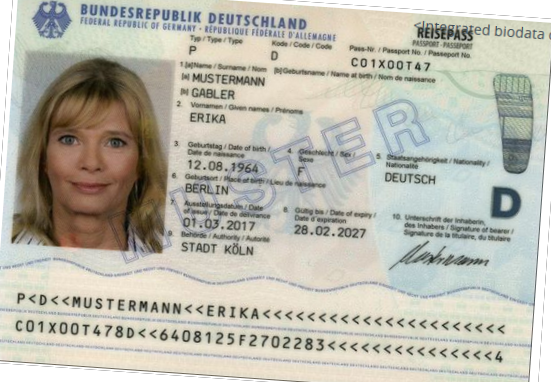 BUNDESREPUBLIK DEUTSCHLAND
<Integrated biodata
FEDERAL REPUBLIC OF GERMANY · RÉPUBLIQUE FÉDÉRALE D'ALLEMAGNE
REISEPASS
PASSPORT · PASSEPORT
Typ / Type / Type
Kode / Code / Code
Pass-Nr. / Passport No. / Passeport No.
P
D
C01X00T47
1.[a]Name / Surname / Nom
[b]Geburtsname / Name at birth / Nom de naissance
[a] MUSTERMANN
[b] GABLER
2. Vornamen / Given names / Prénoms
ERIKA
3. Geburtstag / Date of birth /
Date de naissance
4. Geschlecht / Sex /
Sexe
5. Staatsangehörigkeit / Nationality /
Nationalité
12.08.1964
F
DEUTSCH
6. Geburtsort / Place of birth / Lieu de naissance
BERLIN
7. Ausstellungsdatum / Date
of issue / Date de délivrance
8. Gültig bis / Date of expiry /
Date d'expiration
01.03.2017
28.02.2027
9. Behörde / Authority / Autorité
STADT KÖLN
10. Unterschrift der Inhaberin,
des Inhabers / Signature of bearer /
Signature de la titulaire, du titulaire
Mustermann
D
MUSTER
P<D<<MUSTERMANN<<ERIKA<<<<<<<<<<<<<<<<<<<<<<
C01X00T478D<<6408125F2702283<<<<<<<<<<<<<<<4